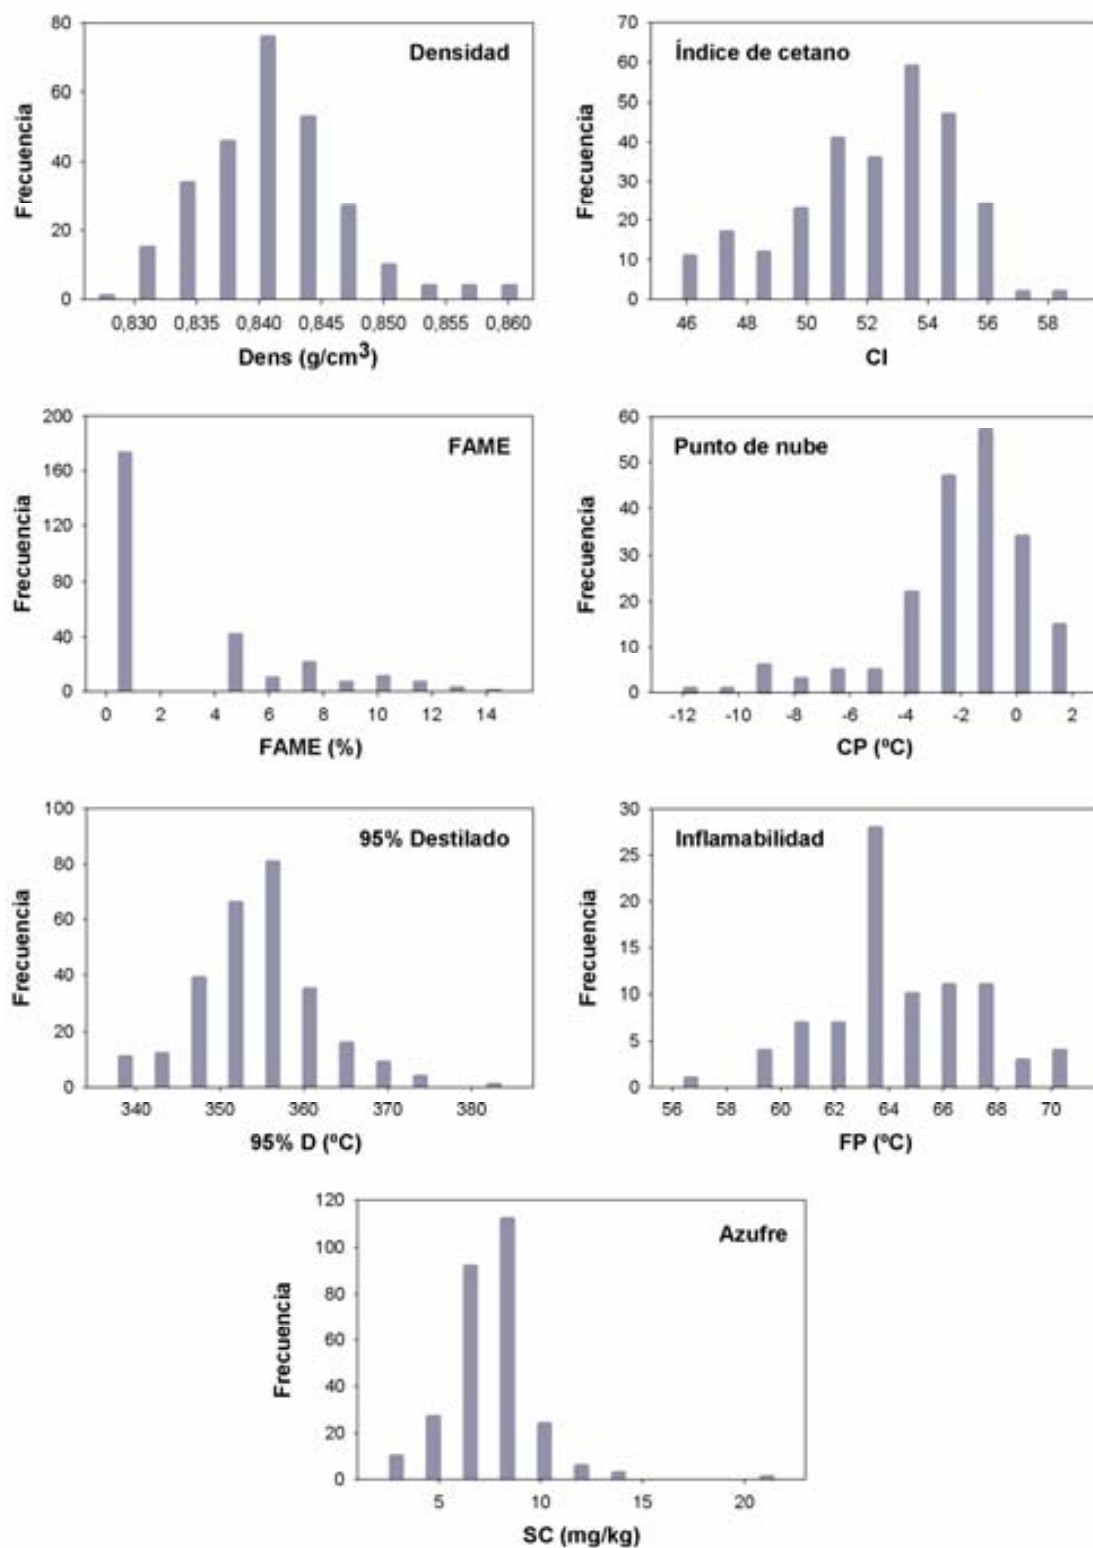 Densidad
Frecuencia
80
60
40
20
0
0,830 0,835 0,840 0,845 0,850 0,855 0,860
Dens (g/cm³)
Índice de cetano
Frecuencia
70
60
50
40
30
20
10
0
46 48 50 52 54 56 58
CI
FAME
Frecuencia
200
160
120
80
40
0
0 2 4 6 8 10 12 14
FAME (%)
Punto de nube
Frecuencia
60
50
40
30
20
10
0
-12 -10 -8 -6 -4 -2 0 2
CP (ºC)
95% Destilado
Frecuencia
100
80
60
40
20
0
340 350 360 370 380
95% D (ºC)
Inflamabilidad
Frecuencia
30
25
20
15
10
5
0
56 58 60 62 64 66 68 70
FP (ºC)
Azufre
Frecuencia
120
100
80
60
40
20
0
5 10 15 20
SC (mg/kg)